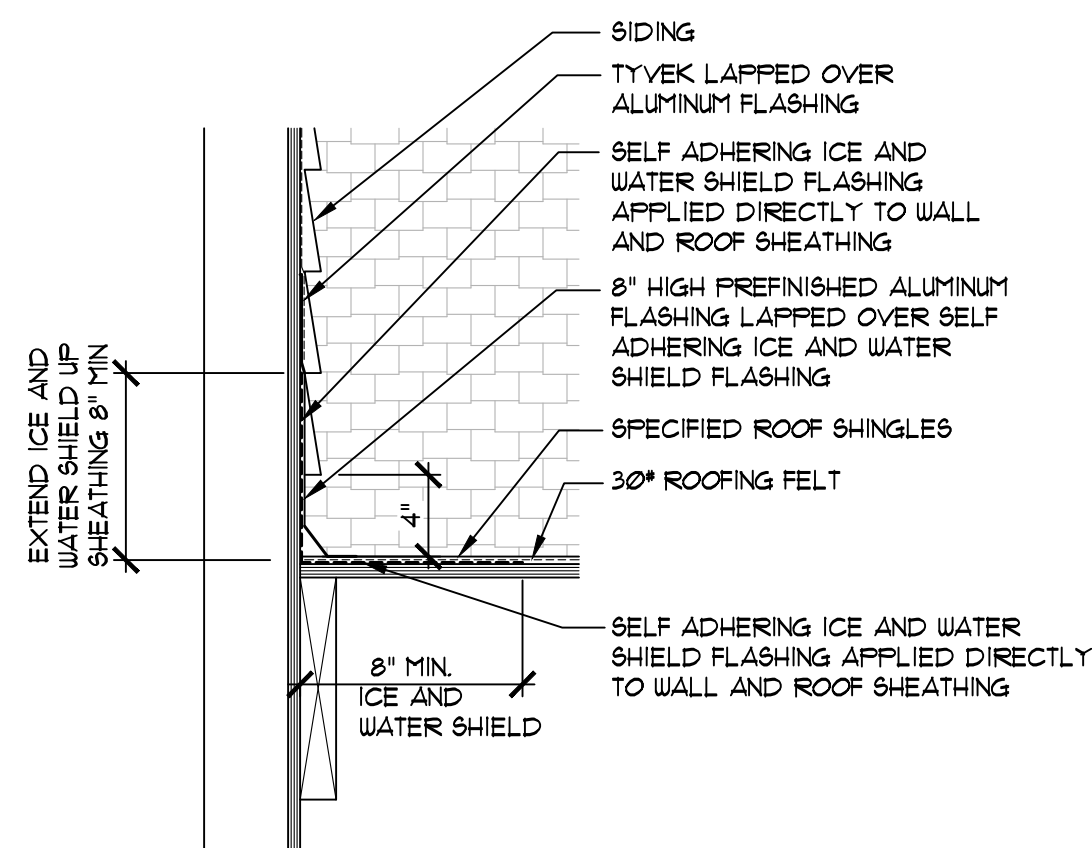 SIDING
TYVEK LAPPED OVER
ALUMINUM FLASHING
SELF ADHERING ICE AND
WATER SHIELD FLASHING
APPLIED DIRECTLY TO WALL
AND ROOF SHEATHING
8" HIGH PREFINISHED ALUMINUM
FLASHING LAPPED OVER SELF
ADHERING ICE AND WATER
SHIELD FLASHING
SPECIFIED ROOF SHINGLES
30# ROOFING FELT
EXTEND ICE AND
WATER SHIELD UP
SHEATHING 8" MIN
4"
SELF ADHERING ICE AND WATER
SHIELD FLASHING APPLIED DIRECTLY
TO WALL AND ROOF SHEATHING
8" MIN.
ICE AND
WATER SHIELD